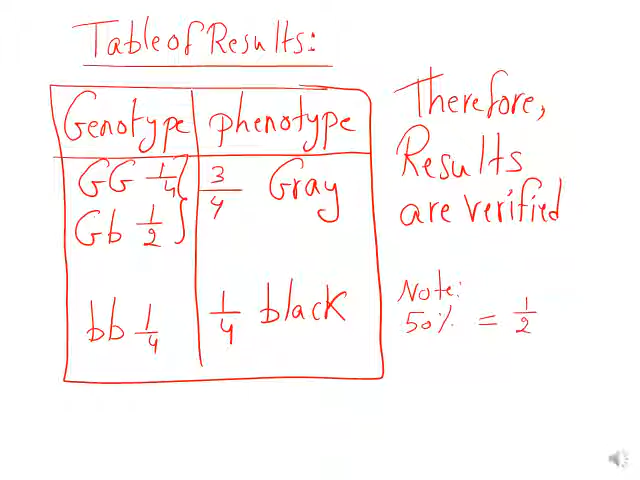 Table of Results:
Genotype phenotype
GG 1/4 } 3/4 Gray
Gb 1/2 }
bb 1/4 1/4 black
Therefore,
Results
are verified
Note:
50% = 1/2